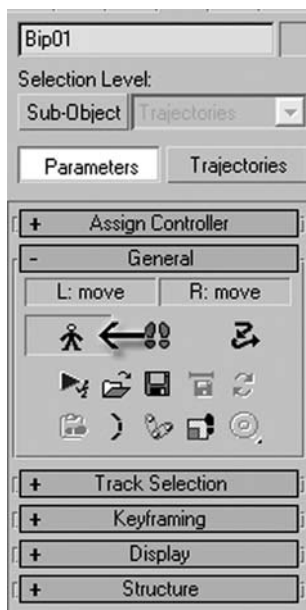 Bip01
Selection Level:
Sub-Object Trajectories
Parameters Trajectories
+ Assign Controller
- General
L: move R: move
+ Track Selection
+ Keyframing
+ Display
+ Structure